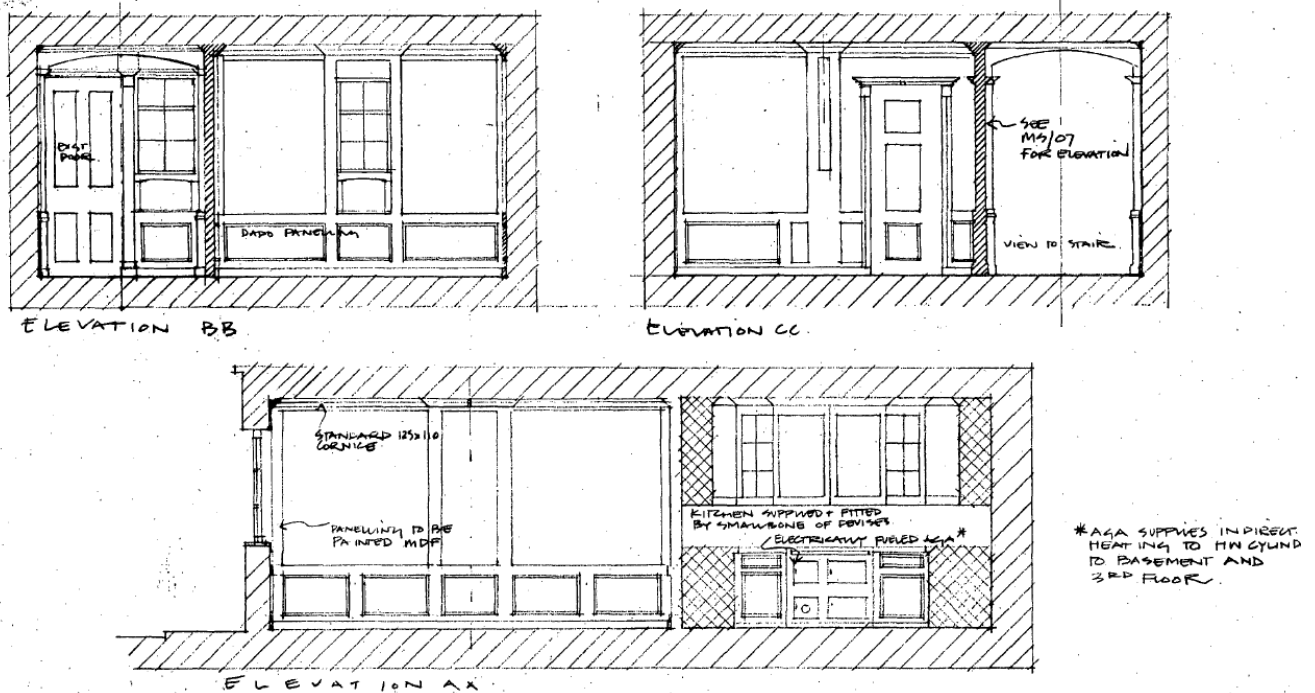 EXIST
DOOR
DADO PANELLING
ELEVATION BB
SEE
MS/07
FOR ELEVATION
VIEW TO STAIR
ELEVATION CC
STANDARD 125x110
CORNICE
PANELLING TO BE
PAINTED MDF
KITCHEN SUPPLIED + FITTED
BY SMALLBONE OF DEVISES
ELECTRICALLY FUELED AGA*
*AGA SUPPLIES INDIRECT
HEATING TO HW CYLIND
TO BASEMENT AND
3RD FLOOR
ELEVATION AX